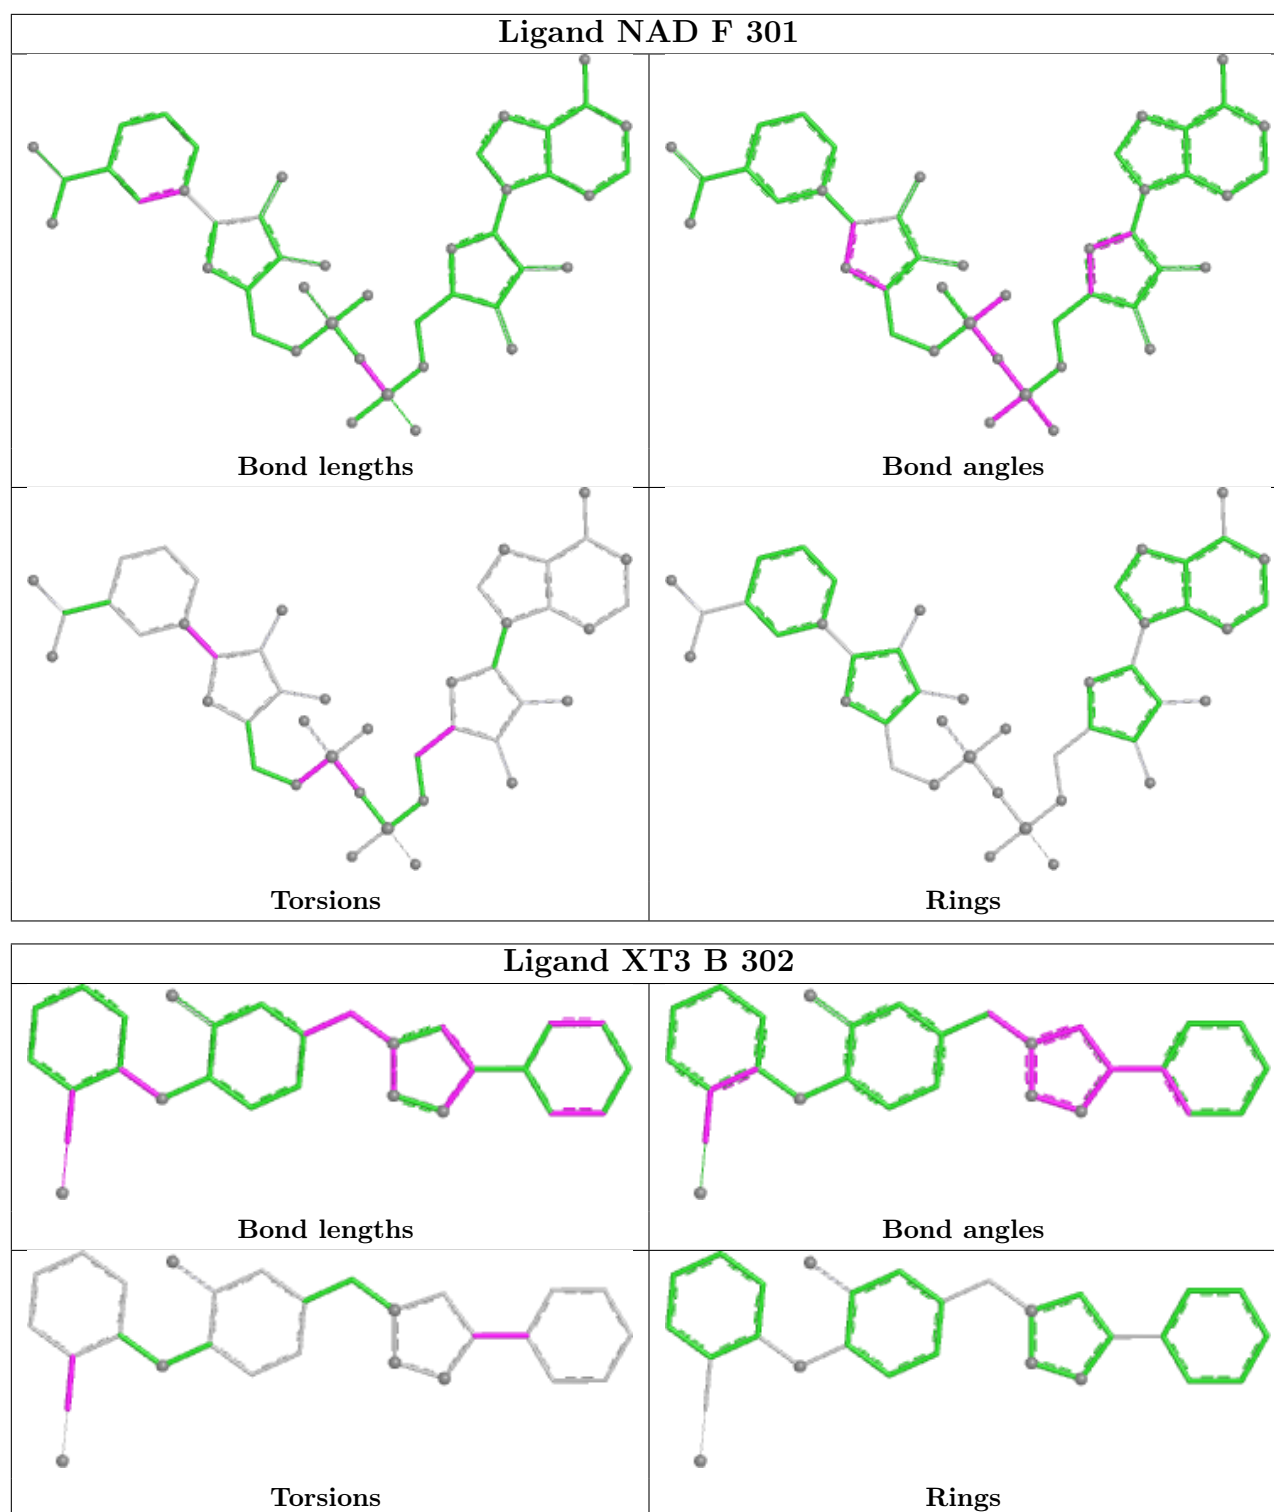 Ligand NAD F 301
Bond lengths
Bond angles
Torsions
Rings
Ligand XT3 B 302
Bond lengths
Bond angles
Torsions
Rings